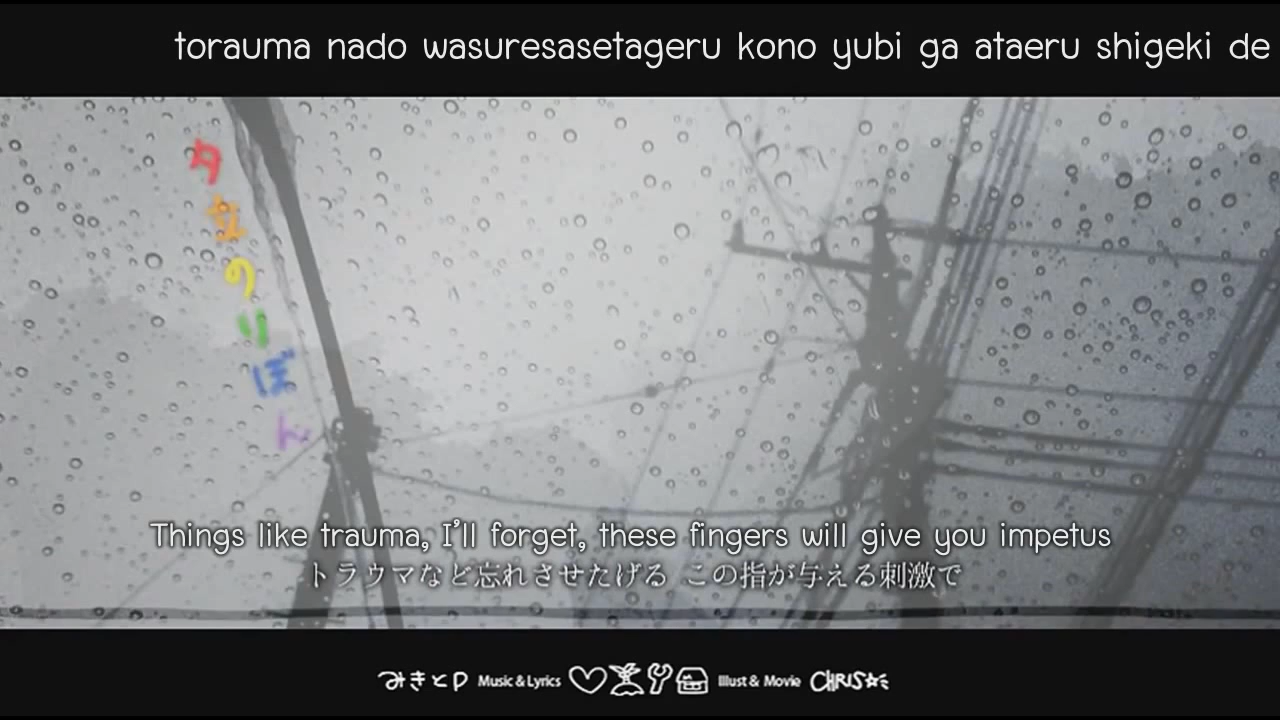 torauma nado wasuresasetageru kono yubi ga ataeru shigeki de
夕立のりぼん
Things like trauma, I'll forget, these fingers will give you impetus
トラウマなど忘れさせたげる この指が与える刺激で
みきとP Music & Lyrics Illust & Movie CHRIS